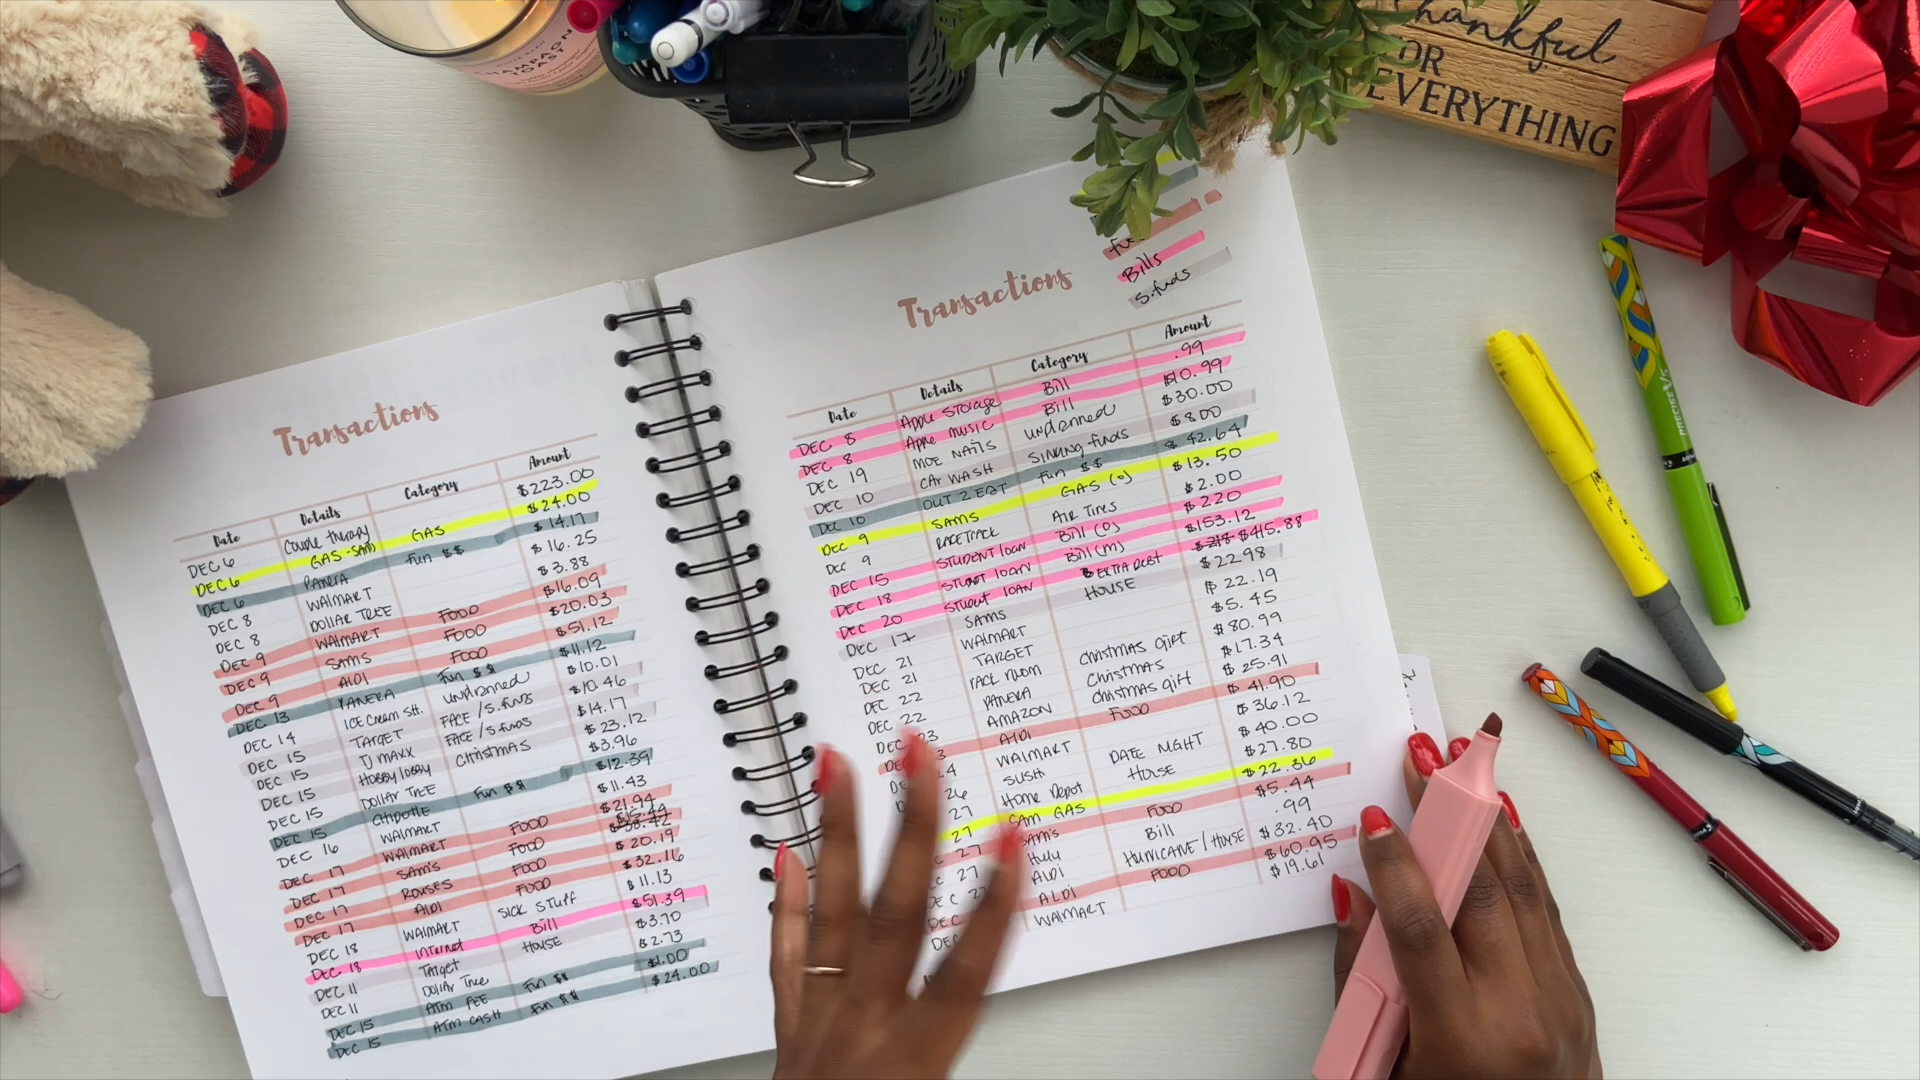 thankful
FOR
EVERYTHING
Transactions
Date Details Category Amount
DEC 6 Couple therapy $223.00
DEC 6 GAS-SAMS GAS $24.00
DEC 6 PANERA Fun $$ $14.17
DEC 8 WALMART $16.25
DEC 8 DOLLAR TREE $3.88
DEC 9 WALMART FOOD $16.09
DEC 9 SAMS FOOD $20.03
DEC 9 ALDI FOOD $51.12
DEC 13 PANERA Fun $$ $11.12
DEC 14 ICE CREAM SH. unplanned $10.01
DEC 15 TARGET FACE/S.funds $10.46
DEC 15 TJ MAXX FACE/S.funds $14.17
DEC 15 HOBBY LOBBY CHRISTMAS $23.12
DOLLAR TREE $3.96
DEC 15 CHIPOTLE Fun $$ $12.39
DEC 16 WALMART $11.43
DEC 17 WALMART FOOD $21.94
DEC 17 SAM'S FOOD
DEC 17 ROUSES FOOD $20.19
DEC 17 ALDI FOOD $32.16
DEC 18 WALMART SICK STUFF $11.13
DEC 18 Internet Bill $51.39
DEC 11 TARGET HOUSE $3.70
DEC 11 DOLLAR TREE $2.73
DEC 15 ATM FEE Fun $$ $1.00
DEC 15 ATM CASH Fun $$ $24.00
Bills
S.funds
Transactions
Date Details Category Amount
DEC 8 Apple STORAGE Bill .99
DEC 8 Apple MUSIC Bill $10.99
DEC 19 MOE NAILS unplanned $30.00
DEC 10 CAR WASH SINKING FUNDS $8.00
DEC 10 OUT 2 EAT Fun $$ $42.64
DEC 9 SAMS GAS (O) $13.50
DEC 9 RACETRACK AIR TIRES $2.00
DEC 15 STUDENT LOAN Bill (O) $220
DEC 18 STUDENT LOAN Bill (M) $153.12
DEC 20 STUDENT LOAN EXTRA DEBT $218 $415.88
DEC 17 SAMS HOUSE $22.98
DEC 21 WALMART $22.19
DEC 21 TARGET $5.45
DEC 22 RACK ROOM CHRISTMAS gift $80.99
DEC 22 PANERA CHRISTMAS $17.34
DEC 23 AMAZON CHRISTMAS gift $25.91
ALDI FOOD $41.90
WALMART $36.12
SUSH DATE NIGHT $40.00
Home Depot HOUSE $27.80
27 SAM GAS $22.36
27 SAM'S FOOD $5.44
27 Hulu Bill .99
ALDI HURRICANE/HOUSE $32.40
ALDI FOOD $60.95
WALMART $19.61